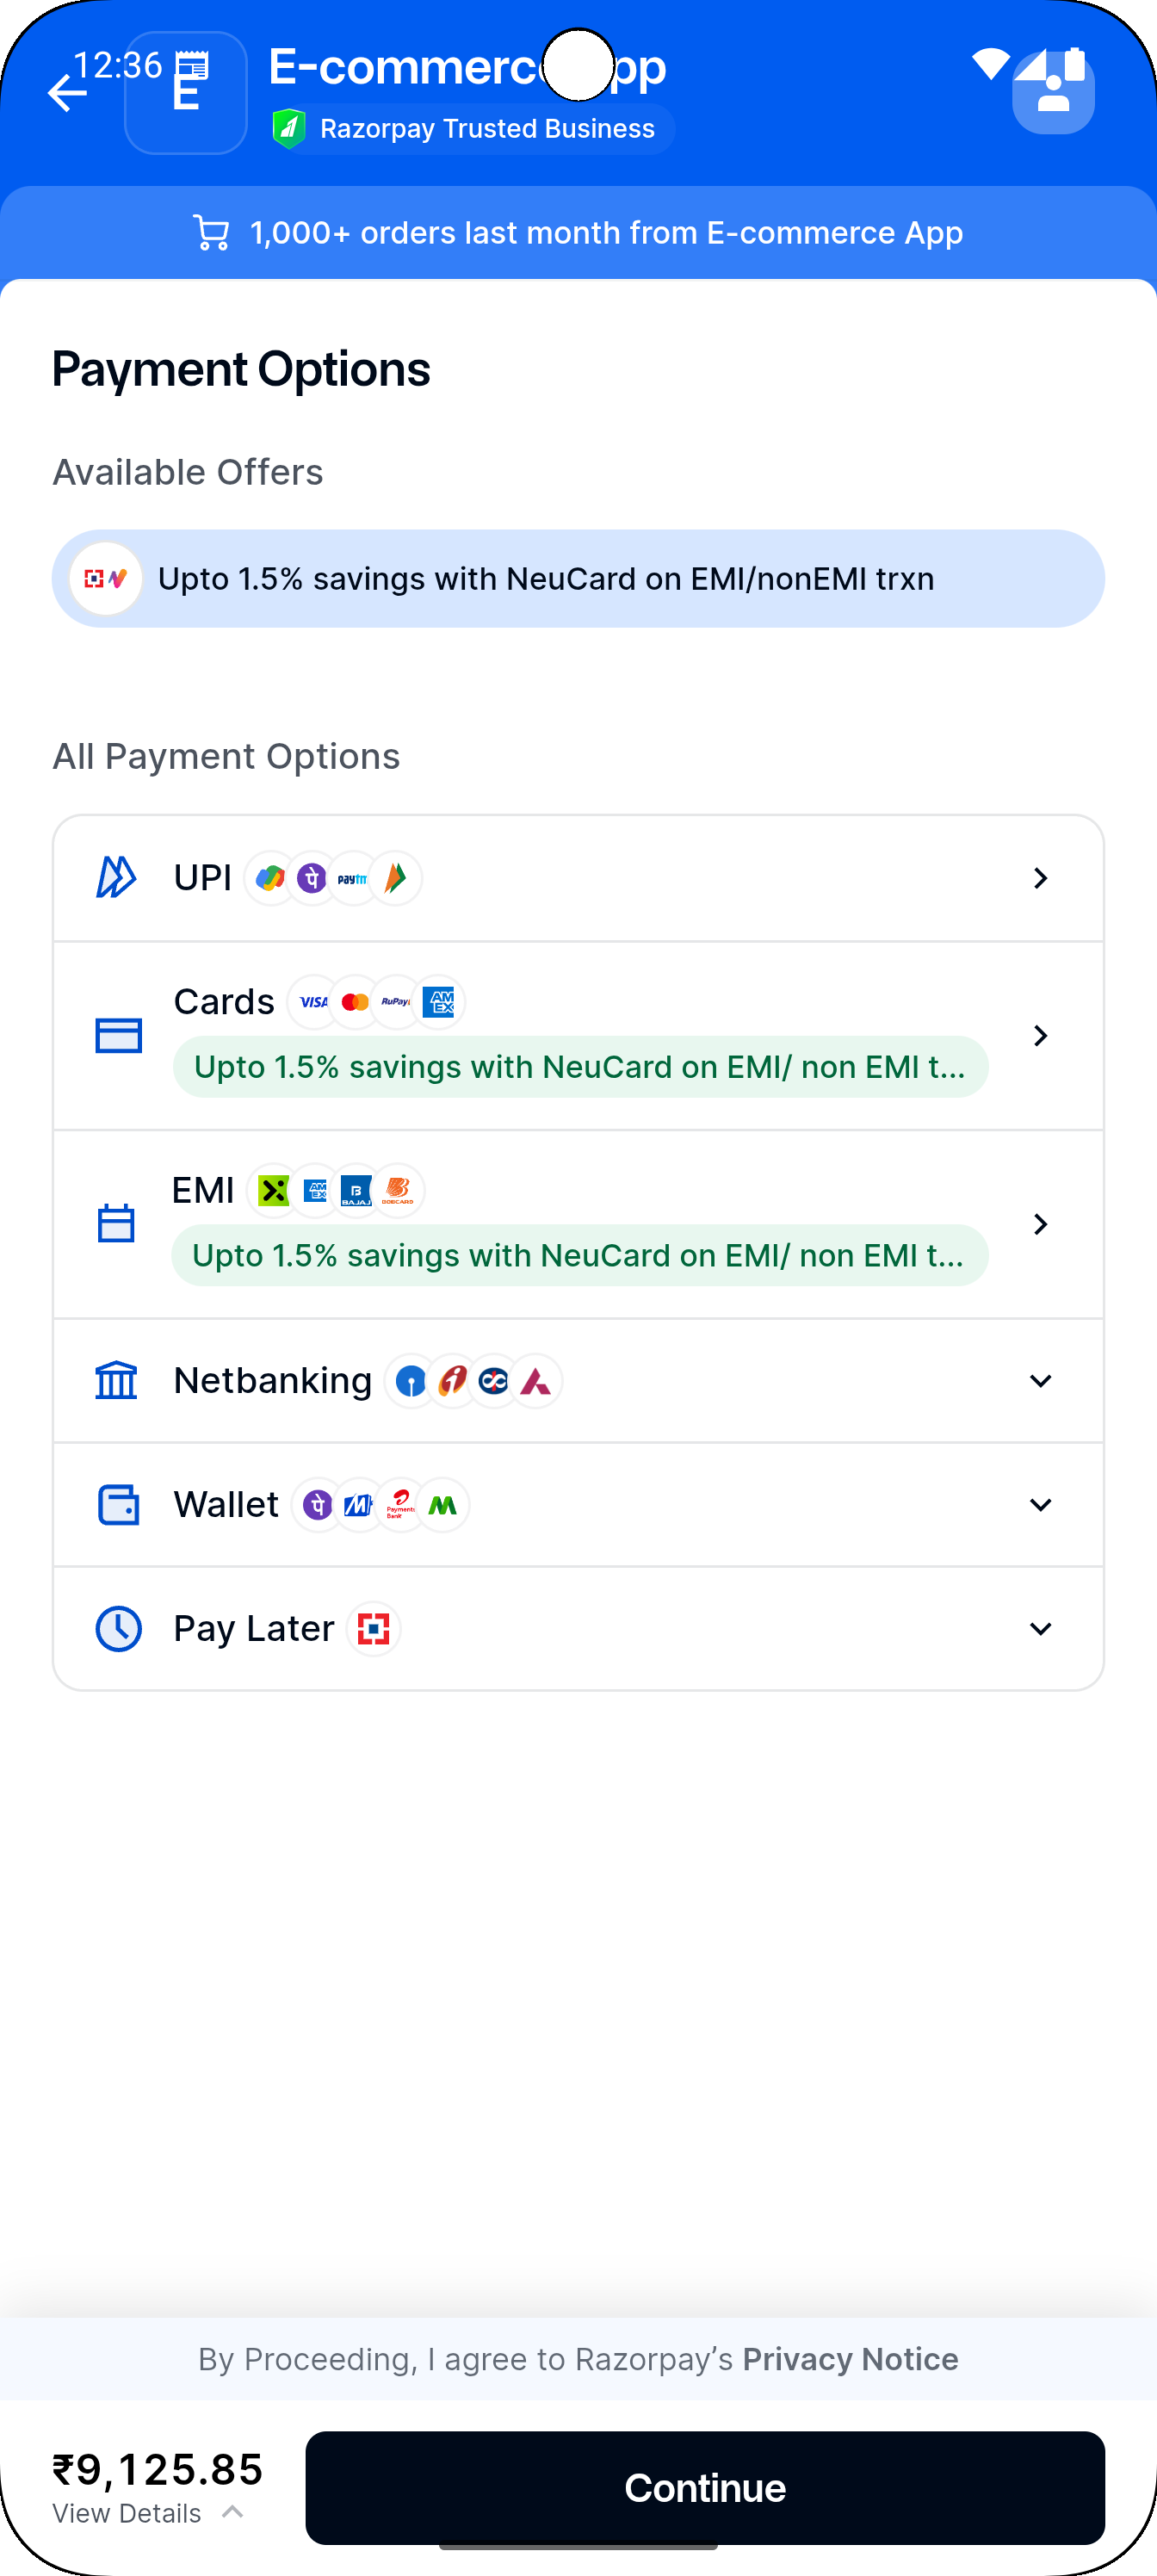 12:36
E
E-commerce App
Razorpay Trusted Business
1,000+ orders last month from E-commerce App
Payment Options
Available Offers
Upto 1.5% savings with NeuCard on EMI/nonEMI trxn
All Payment Options
UPI पे paytm
Cards VISA RuPay AM EX
Upto 1.5% savings with NeuCard on EMI/ non EMI t...
EMI AM EX B BAJAJ BOBCARD
Upto 1.5% savings with NeuCard on EMI/ non EMI t...
Netbanking
Wallet पे Payments Bank
Pay Later
By Proceeding, I agree to Razorpay’s Privacy Notice
₹9,125.85
View Details
Continue